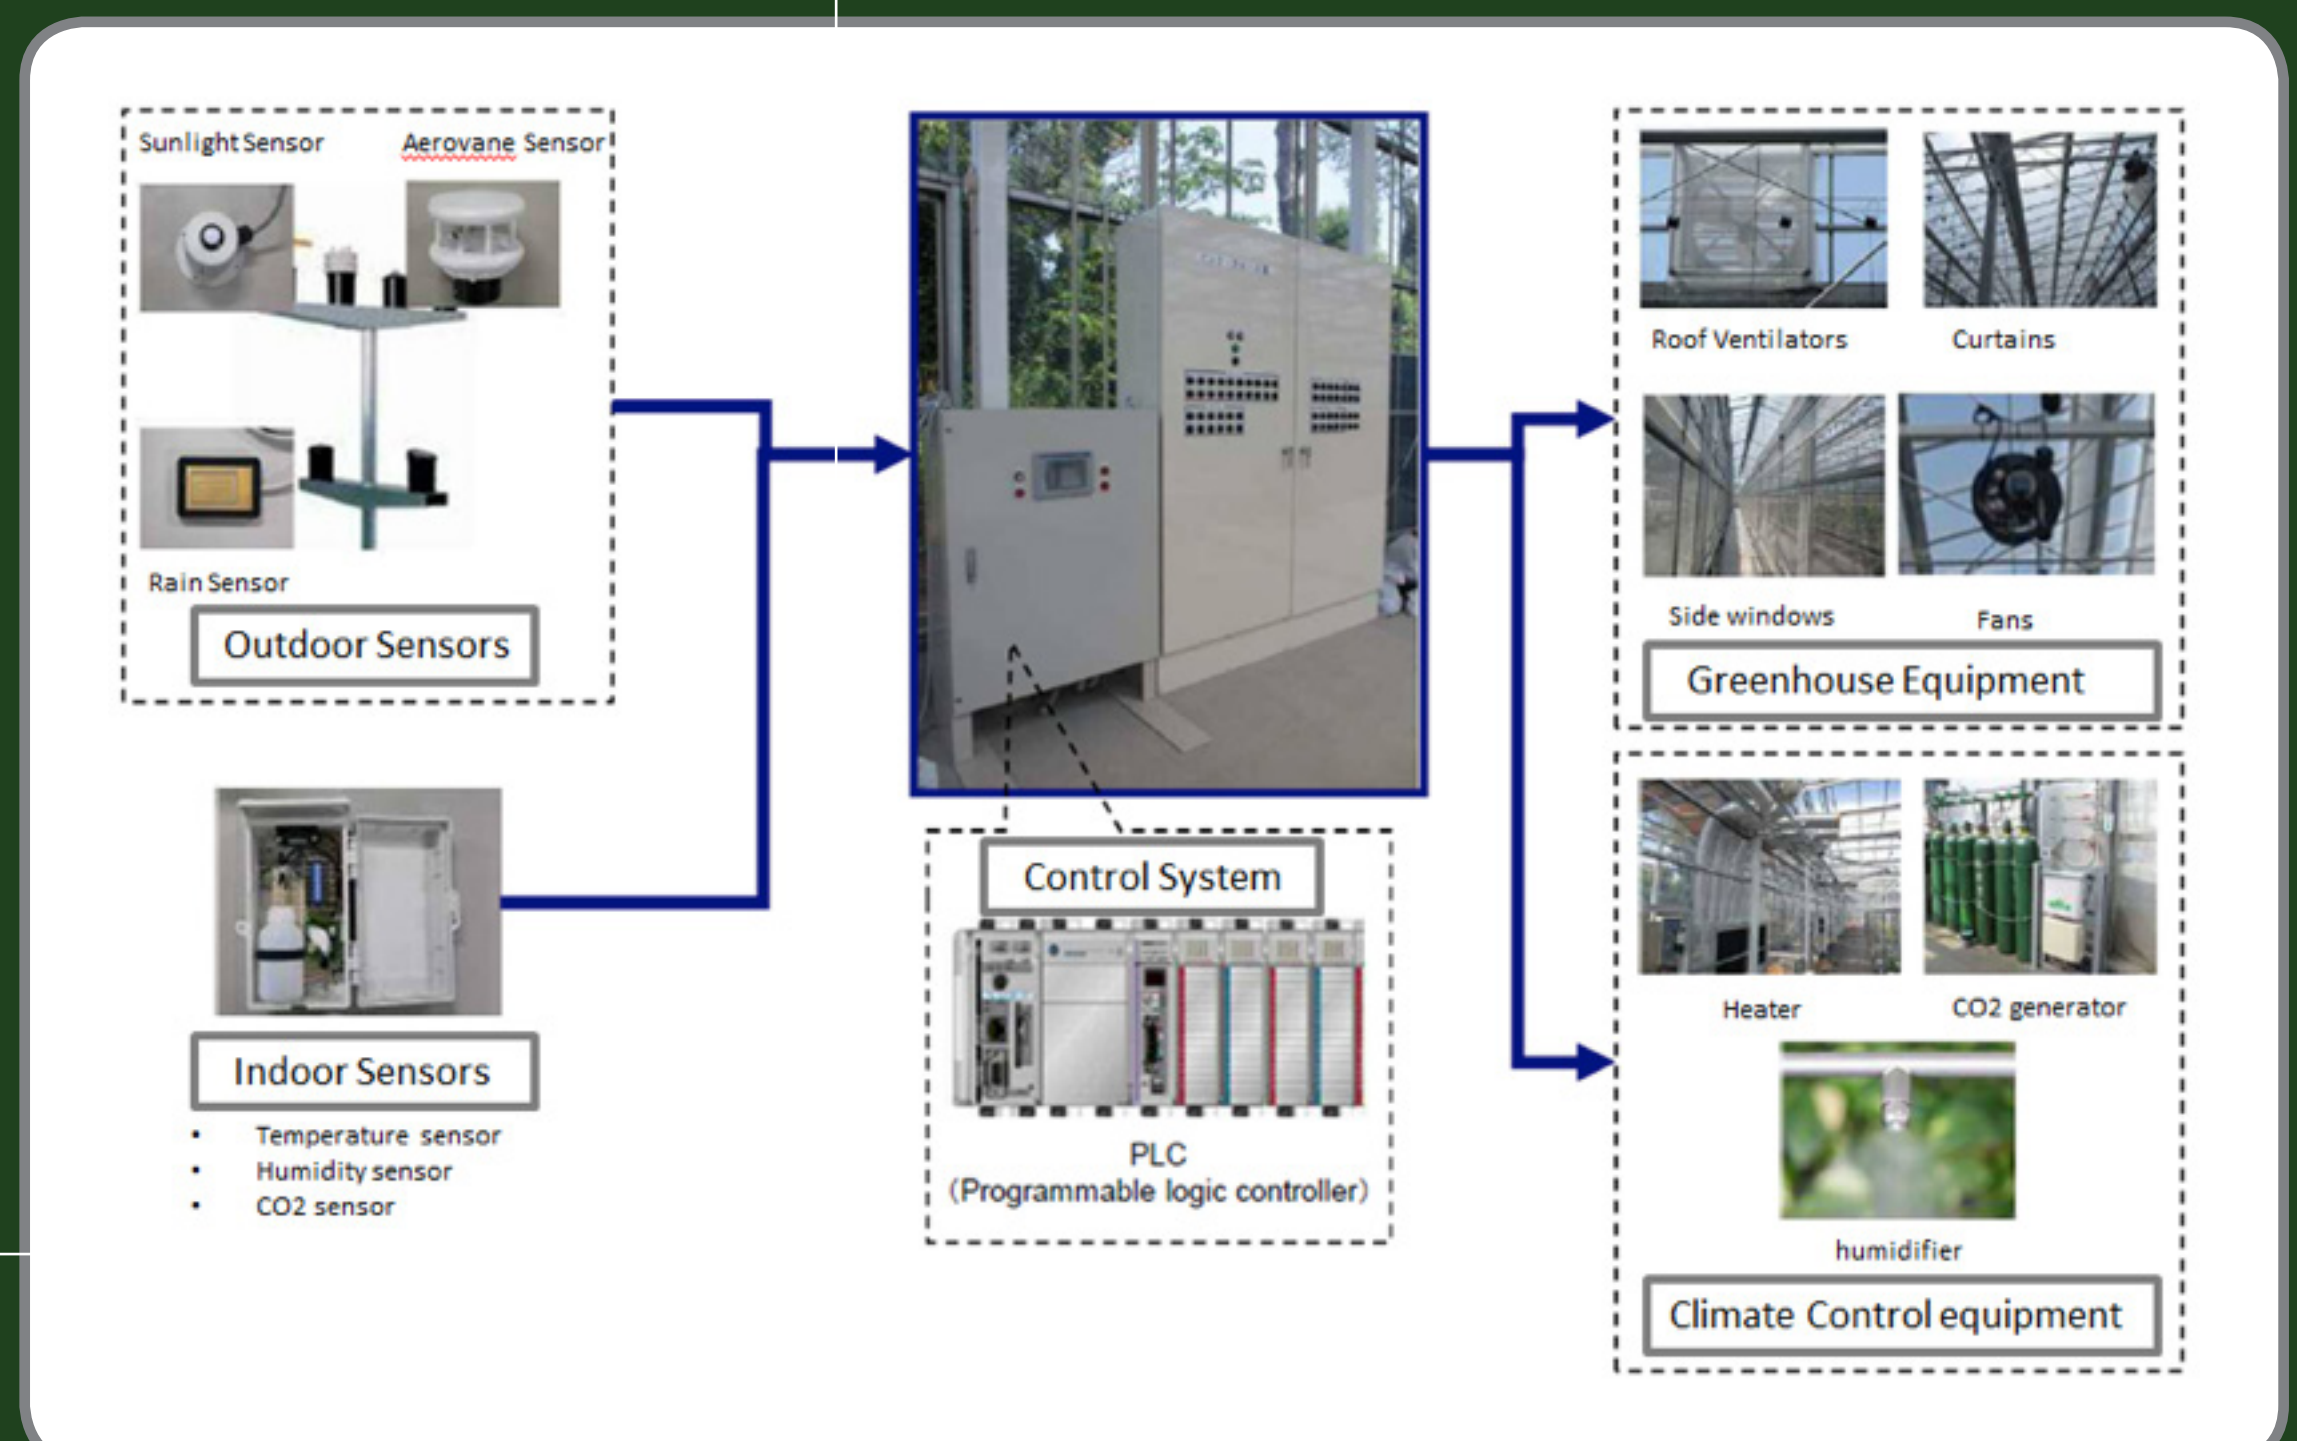 Sunlight Sensor
Aerovane Sensor
Rain Sensor
Outdoor Sensors
Indoor Sensors
• Temperature sensor
• Humidity sensor
• CO2 sensor
Control System
PLC
(Programmable logic controller)
Roof Ventilators
Curtains
Side windows
Fans
Greenhouse Equipment
Heater
CO2 generator
humidifier
Climate Control equipment